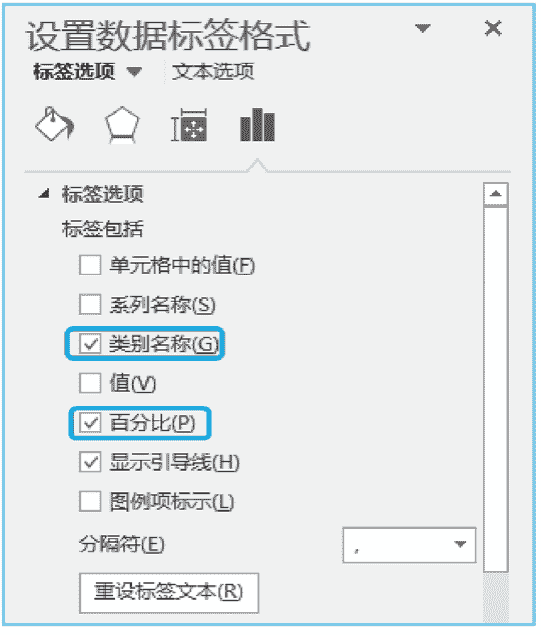 设置数据标签格式
标签选项 文本选项
标签选项
标签包括
单元格中的值(F)
系列名称(S)
类别名称(G)
值(V)
百分比(P)
显示引导线(H)
图例项标示(L)
分隔符(E) ,
重设标签文本(R)